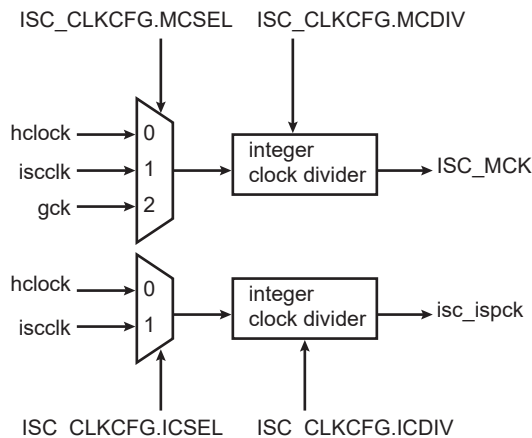 ISC_CLKCFG.MCSEL
ISC_CLKCFG.MCDIV
hclock
0
iscclk
1
gck
2
integer
clock divider
ISC_MCK
hclock
0
iscclk
1
integer
clock divider
isc_ispck
ISC_CLKCFG.ICSEL
ISC_CLKCFG.ICDIV